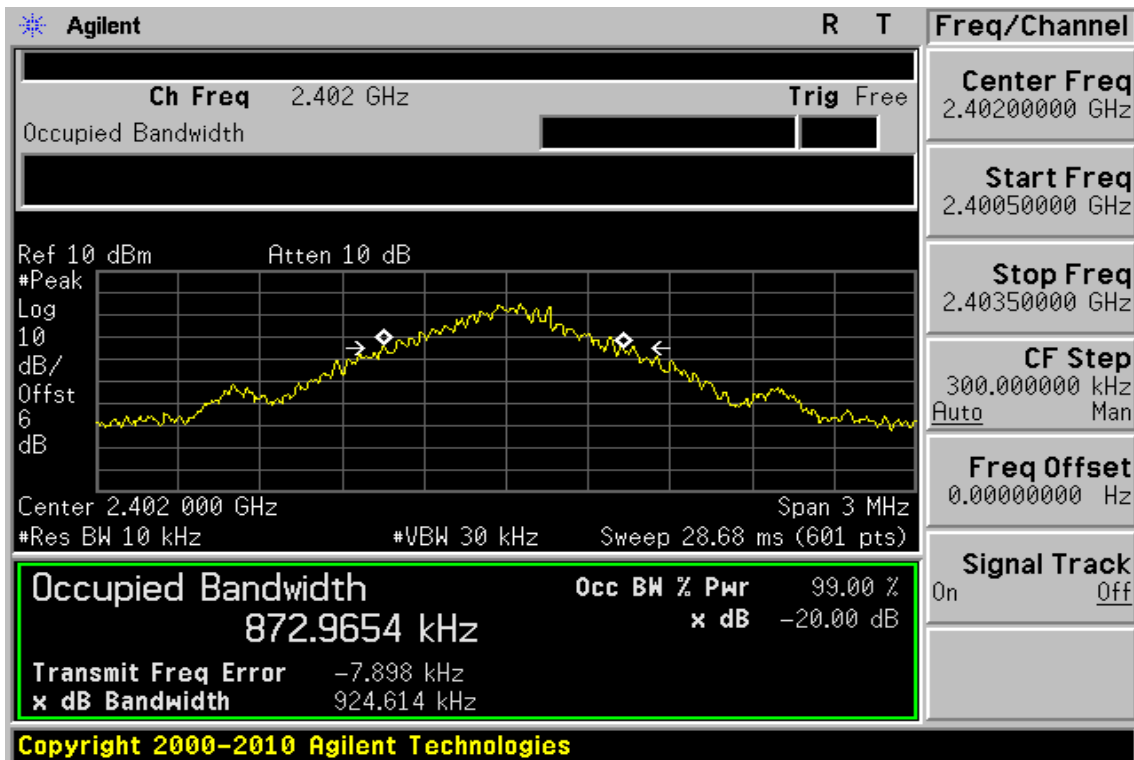 Agilent R T
Ch Freq 2.402 GHz Trig Free
Occupied Bandwidth
Ref 10 dBm Atten 10 dB
#Peak
Log
10
dB/
Offst
6
dB
Center 2.402 000 GHz Span 3 MHz
#Res BW 10 kHz #VBW 30 kHz Sweep 28.68 ms (601 pts)
Occupied Bandwidth Occ BW % Pwr 99.00 %
872.9654 kHz x dB -20.00 dB
Transmit Freq Error -7.898 kHz
x dB Bandwidth 924.614 kHz
Copyright 2000-2010 Agilent Technologies
Freq/Channel
Center Freq
2.40200000 GHz
Start Freq
2.40050000 GHz
Stop Freq
2.40350000 GHz
CF Step
300.000000 kHz
Auto Man
Freq Offset
0.00000000 Hz
Signal Track
On Off